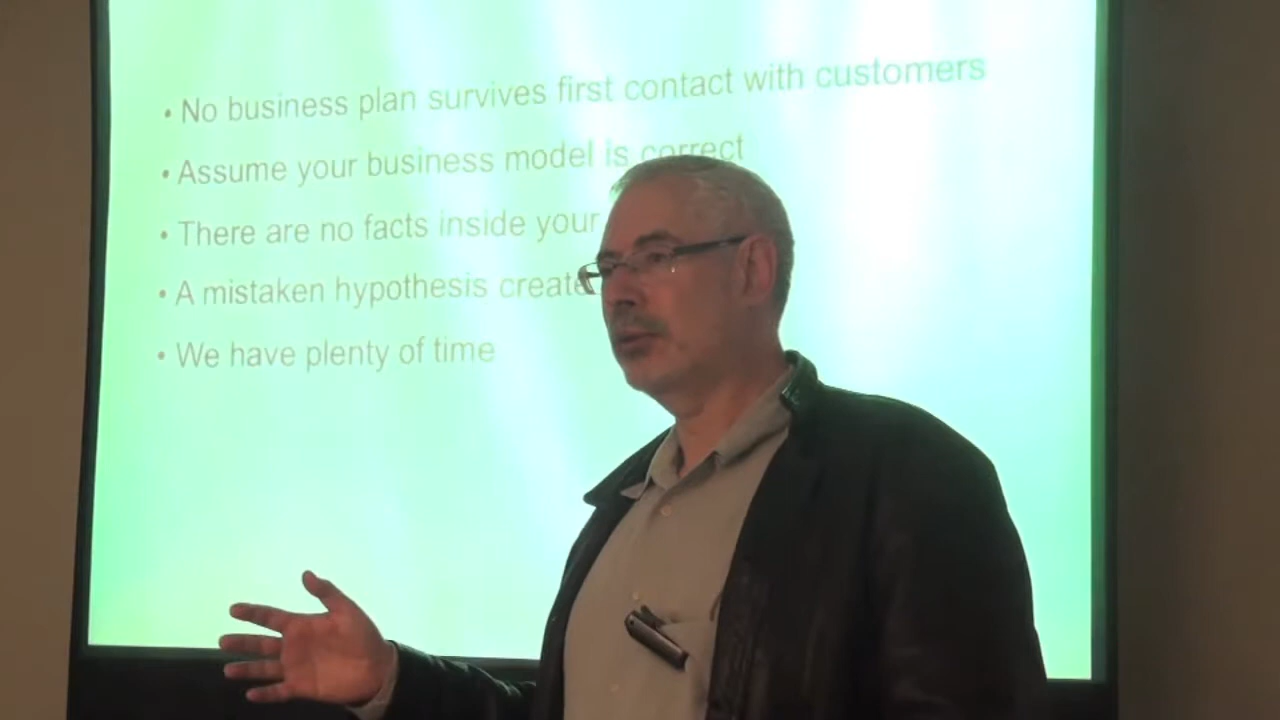 • No business plan survives first contact with customers
• Assume your business model is correct
• There are no facts inside your
• A mistaken hypothesis create
• We have plenty of time